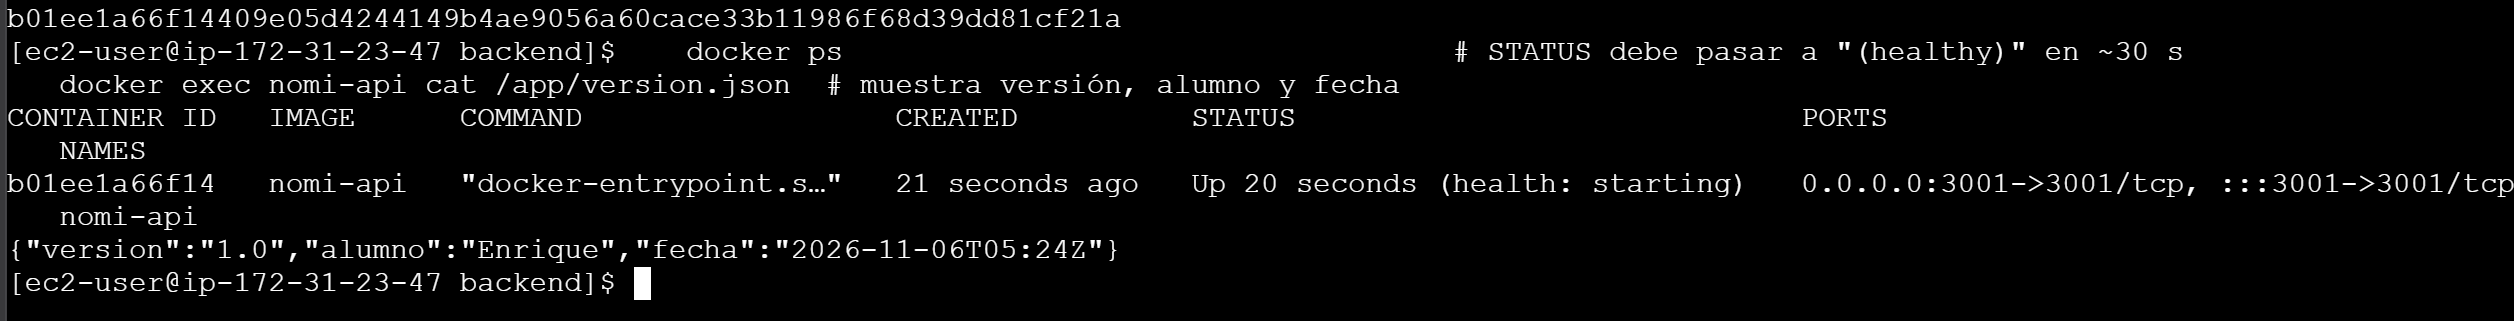 b01ee1a66f14409e05d4244149b4ae9056a60cace33b11986f68d39dd81cf21a
[ec2-user@ip-172-31-23-47 backend]$    docker ps                                     # STATUS debe pasar a "(healthy)" en ~30 s
   docker exec nomi-api cat /app/version.json  # muestra versión, alumno y fecha
CONTAINER ID   IMAGE      COMMAND                  CREATED          STATUS                             PORTS
   NAMES
b01ee1a66f14   nomi-api   "docker-entrypoint.s…"   21 seconds ago   Up 20 seconds (health: starting)   0.0.0.0:3001->3001/tcp, :::3001->3001/tcp
   nomi-api
{"version":"1.0","alumno":"Enrique","fecha":"2026-11-06T05:24Z"}
[ec2-user@ip-172-31-23-47 backend]$